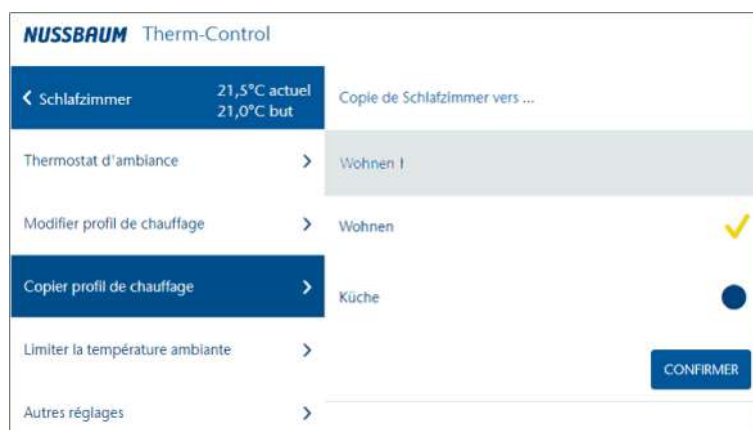 NUSSBAUM Therm-Control
Schlafzimmer
21,5°C actuel
21,0°C but
Thermostat d'ambiance
Modifier profil de chauffage
Copier profil de chauffage
Limiter la température ambiante
Autres réglages
Copie de Schlafzimmer vers ...
Wohnen I
Wohnen
Küche
CONFIRMER